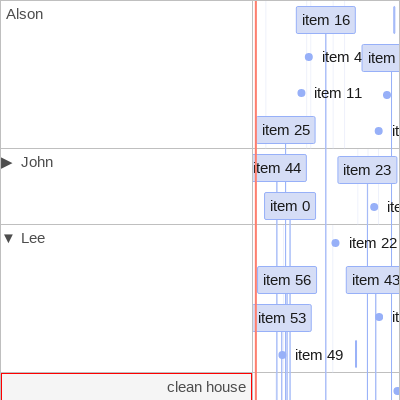 Alson
item 16
item 4
item
item 11
item 25
▶ John
item 44
item 23
item 0
▼ Lee
item 22
item 56
item 43
item 53
item 49
clean house